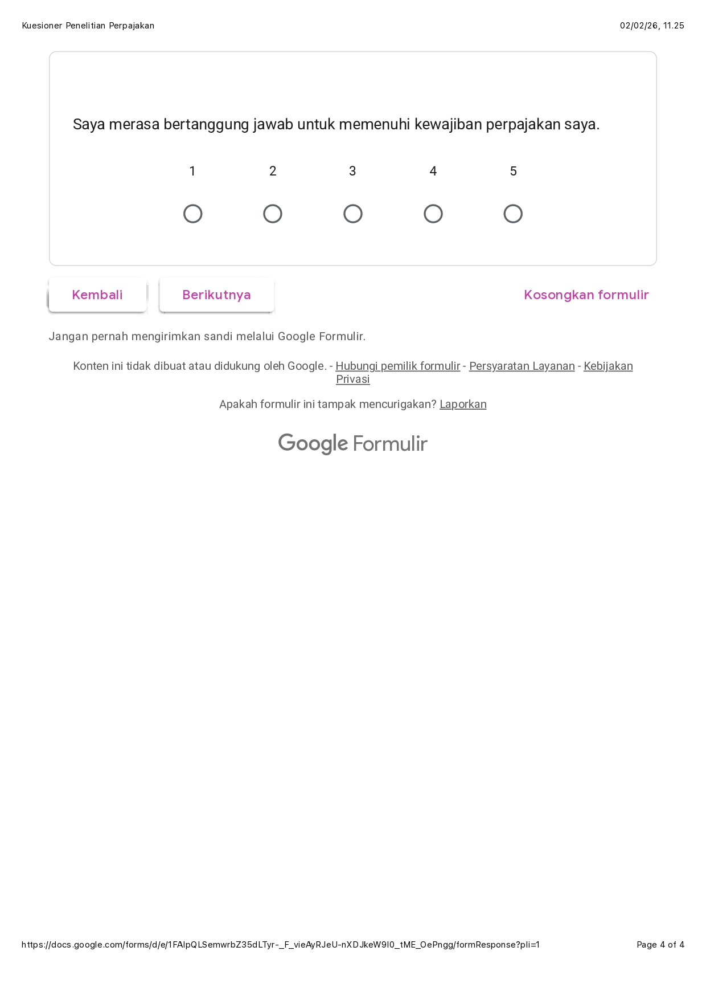 Kuesioner Penelitian Perpajakan 02/02/26, 11.25
Saya merasa bertanggung jawab untuk memenuhi kewajiban perpajakan saya.
1 2 3 4 5
Kembali Berikutnya Kosongkan formulir
Jangan pernah mengirimkan sandi melalui Google Formulir.
Konten ini tidak dibuat atau didukung oleh Google. - Hubungi pemilik formulir - Persyaratan Layanan - Kebijakan
Privasi
Apakah formulir ini tampak mencurigakan? Laporkan
Google Formulir
https://docs.google.com/forms/d/e/1FAIpQLSemwrbZ35dLTyr-_F_vieAyRJeU-nXDJkeW9I0_tME_OePngg/formResponse?pli=1 Page 4 of 4